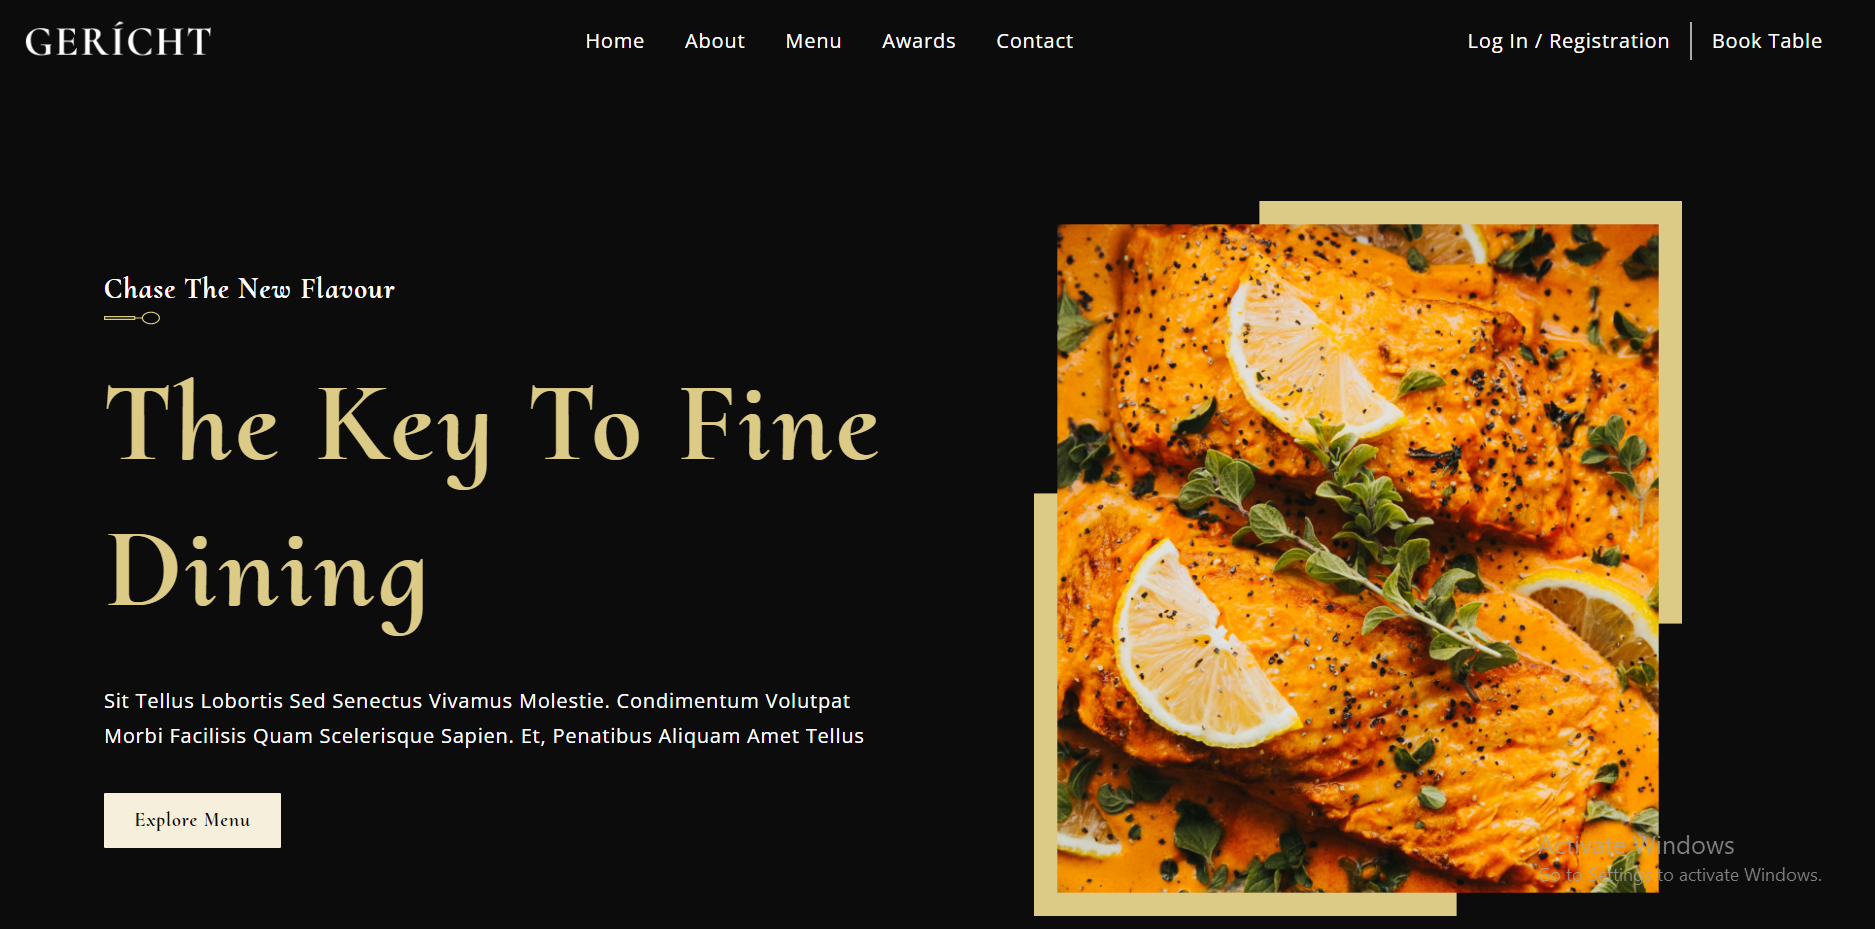 GERÍCHT
Home About Menu Awards Contact
Log In / Registration Book Table
Chase The New Flavour
The Key To Fine
Dining
Sit Tellus Lobortis Sed Senectus Vivamus Molestie. Condimentum Volutpat
Morbi Facilisis Quam Scelerisque Sapien. Et, Penatibus Aliquam Amet Tellus
Explore Menu
Activate Windows
Go to Settings to activate Windows.